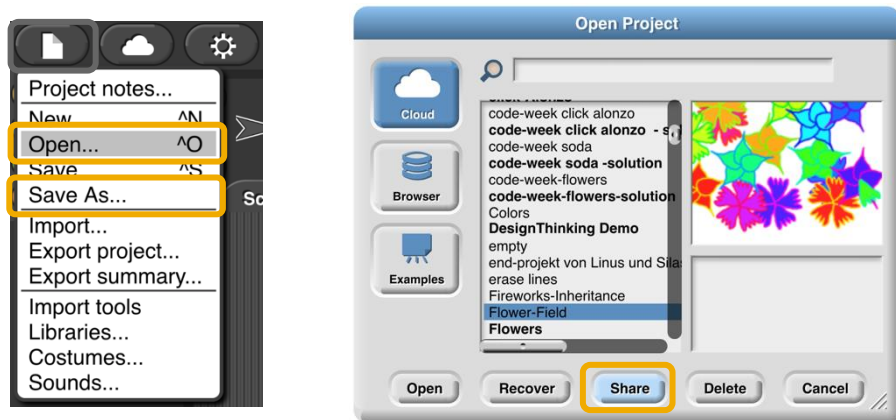 Project notes...
New ^N
Open... ^O
Save ^S
Save As...
Import...
Export project...
Export summary...
Import tools
Libraries...
Costumes...
Sounds...
Sc
Open Project
Cloud
Browser
Examples
click Alonzo
code-week click alonzo
code-week click alonzo - s
code-week soda
code-week soda -solution
code-week-flowers
code-week-flowers-solution
Colors
DesignThinking Demo
empty
end-projekt von Linus und Silas
erase lines
Fireworks-Inheritance
Flower-Field
Flowers
Open Recover Share Delete Cancel